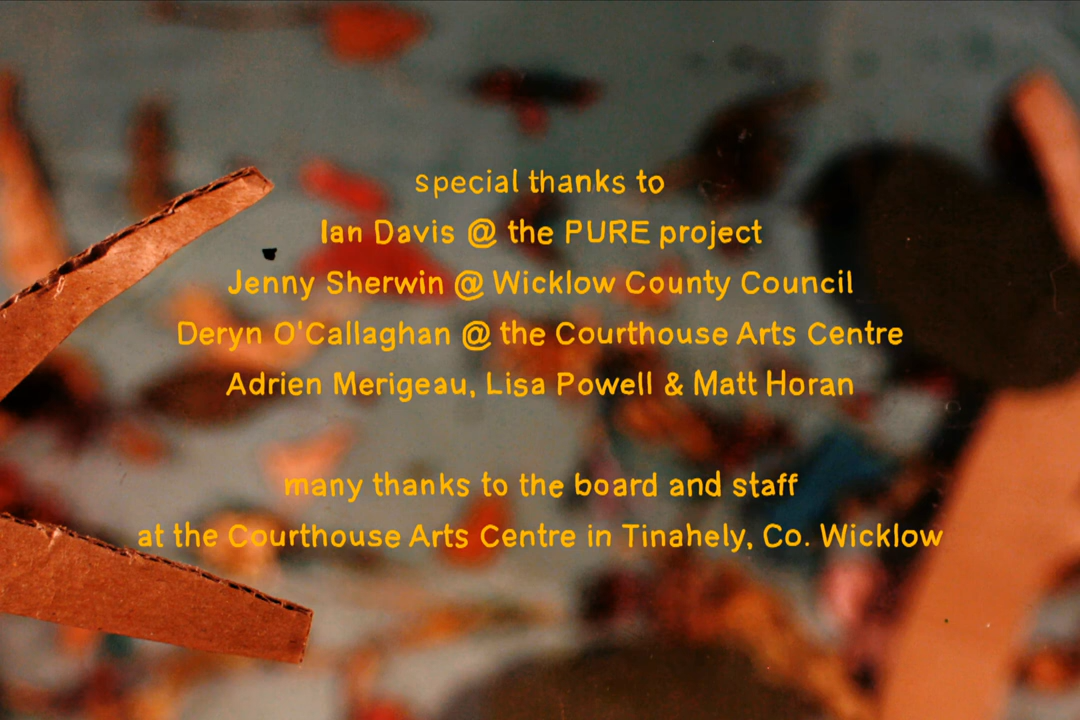 special thanks to
Ian Davis @ the PURE project
Jenny Sherwin @ Wicklow County Council
Deryn O'Callaghan @ the Courthouse Arts Centre
Adrien Merigeau, Lisa Powell & Matt Horan
many thanks to the board and staff
at the Courthouse Arts Centre in Tinahely, Co. Wicklow